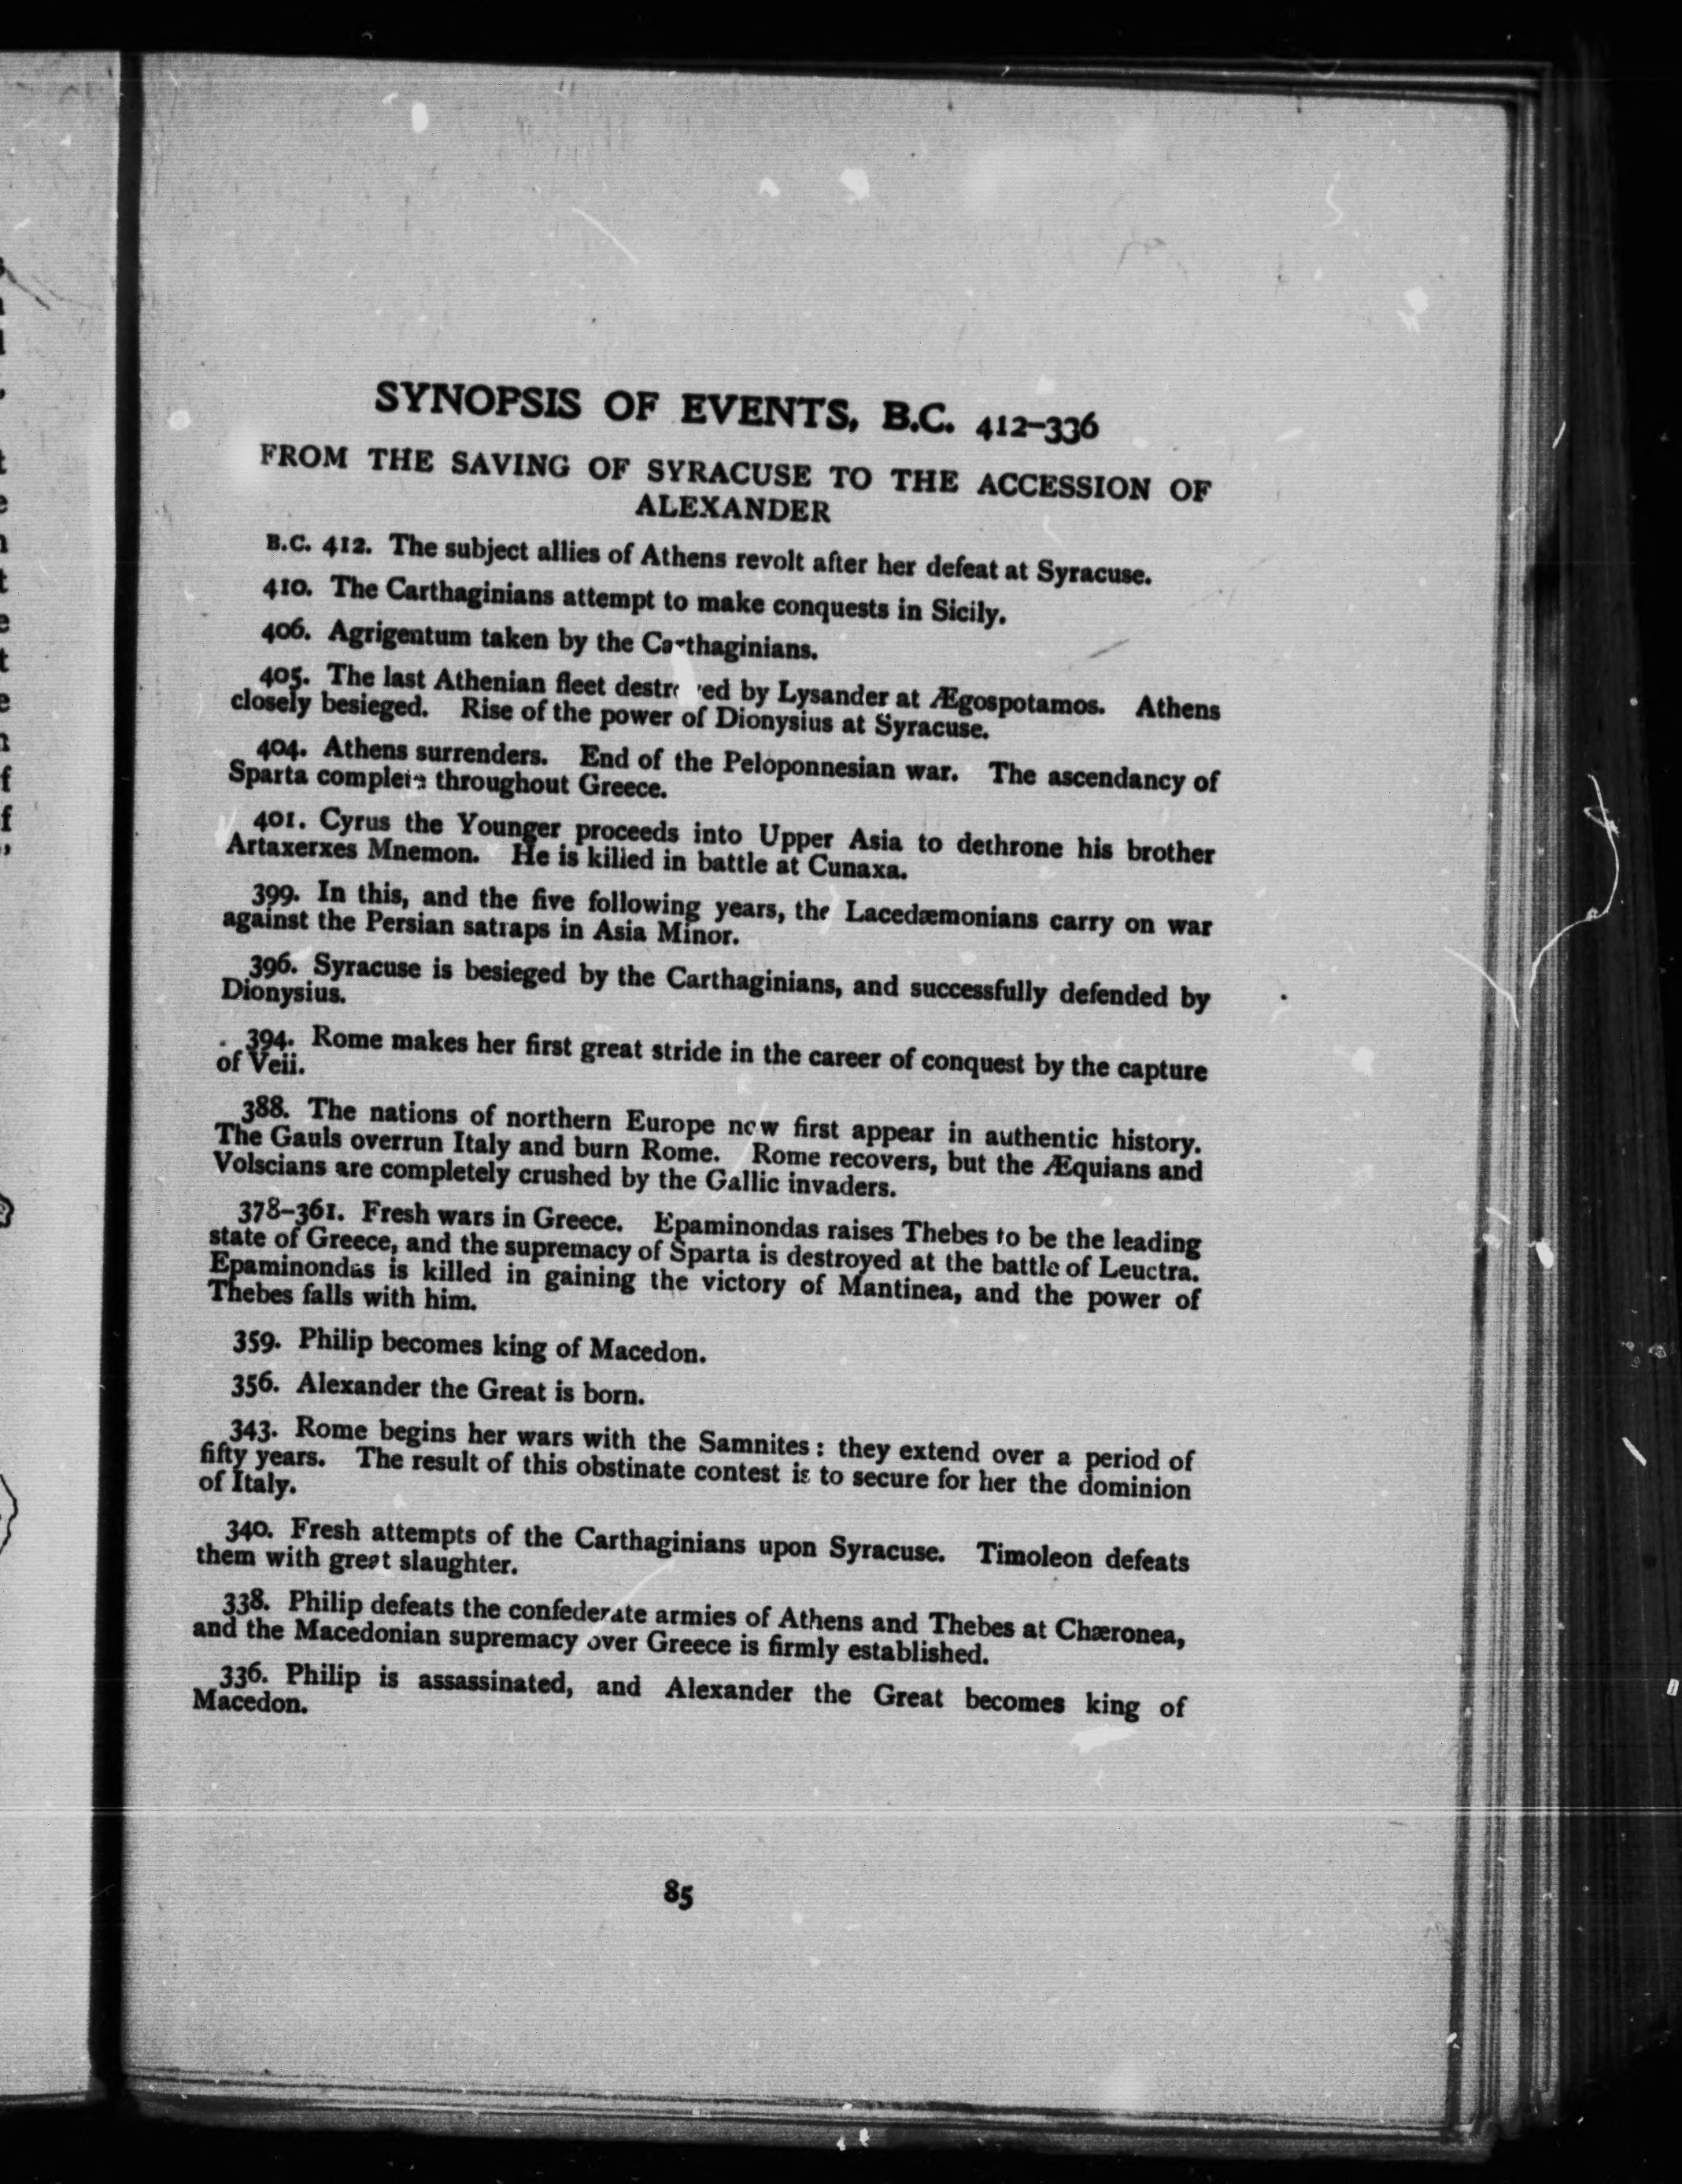 SYNOPSIS OF EVENTS, B.C. 412–336
FROM THE SAVING OF SYRACUSE TO THE ACCESSION OF
ALEXANDER
B.C. 412. The subject allies of Athens revolt after her defeat at Syracuse.
410. The Carthaginians attempt to make conquests in Sicily.
406. Agrigentum taken by the Carthaginians.
405. The last Athenian fleet destroyed by Lysander at Ægospotamos. Athens
closely besieged. Rise of the power of Dionysius at Syracuse.
404. Athens surrenders. End of the Peloponnesian war. The ascendancy of
Sparta complete throughout Greece.
401. Cyrus the Younger proceeds into Upper Asia to dethrone his brother
Artaxerxes Mnemon. He is killed in battle at Cunaxa.
399. In this, and the five following years, the Lacedæmonians carry on war
against the Persian satraps in Asia Minor.
396. Syracuse is besieged by the Carthaginians, and successfully defended by
Dionysius.
394. Rome makes her first great stride in the career of conquest by the capture
of Veii.
388. The nations of northern Europe now first appear in authentic history.
The Gauls overrun Italy and burn Rome. Rome recovers, but the Æquians and
Volscians are completely crushed by the Gallic invaders.
378–361. Fresh wars in Greece. Epaminondas raises Thebes to be the leading
state of Greece, and the supremacy of Sparta is destroyed at the battle of Leuctra.
Epaminondas is killed in gaining the victory of Mantinea, and the power of
Thebes falls with him.
359. Philip becomes king of Macedon.
356. Alexander the Great is born.
343. Rome begins her wars with the Samnites: they extend over a period of
fifty years. The result of this obstinate contest is to secure for her the dominion
of Italy.
340. Fresh attempts of the Carthaginians upon Syracuse. Timoleon defeats
them with great slaughter.
338. Philip defeats the confederate armies of Athens and Thebes at Chæronea,
and the Macedonian supremacy over Greece is firmly established.
336. Philip is assassinated, and Alexander the Great becomes king of
Macedon.
85